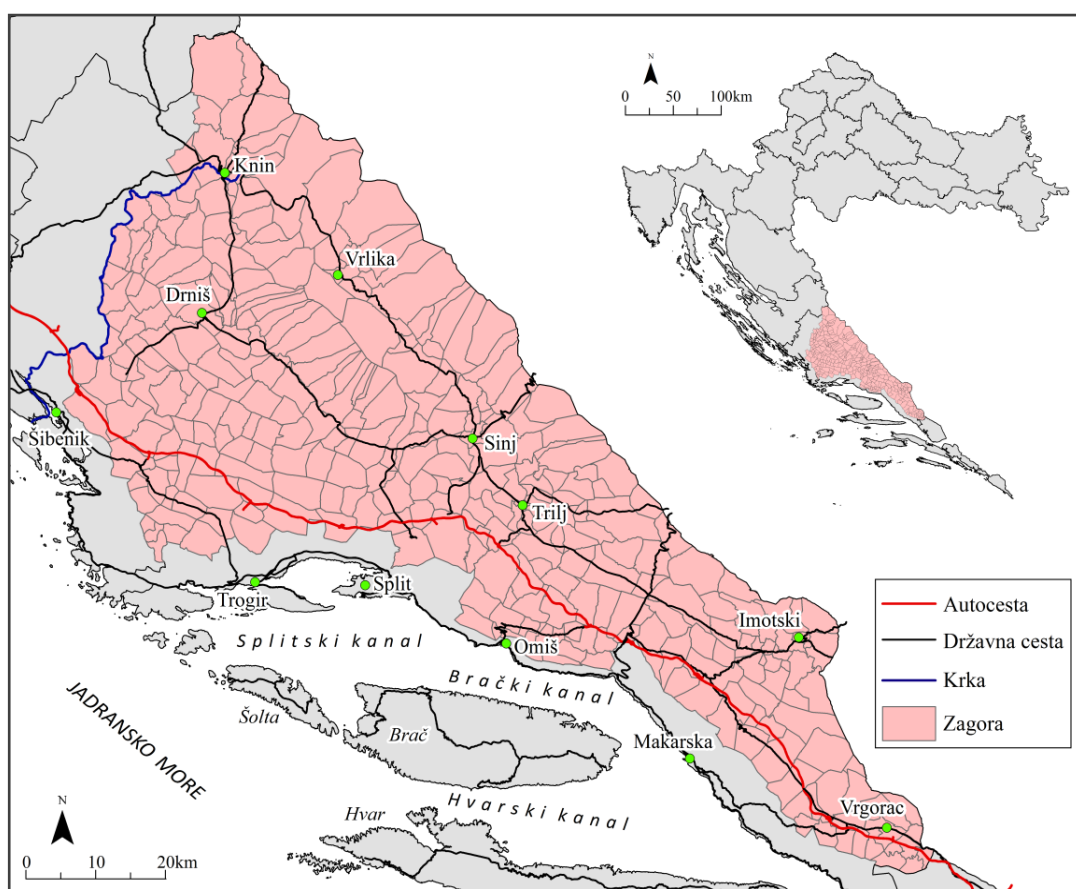 N
0 50 100km
Knin
Vrlika
Drniš
Šibenik
Sinj
Trilj
Split
Trogir
Imotski
Omiš
Splitski kanal
Brački kanal
Šolta
Brač
Makarska
JADRANSKO MORE
Hvarski kanal
Hvar
Vrgorac
Autocesta
Državna cesta
Krka
Zagora
N
0 10 20km